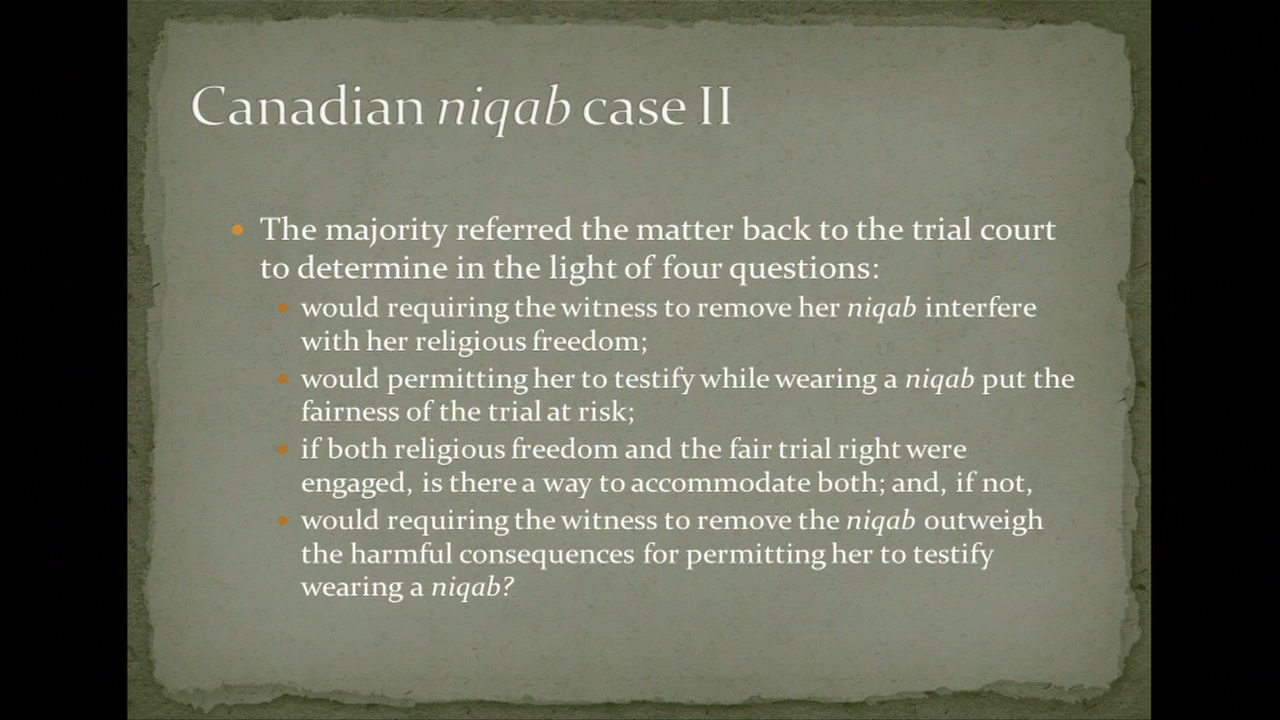 Canadian niqab case II
The majority referred the matter back to the trial court
to determine in the light of four questions:
would requiring the witness to remove her niqab interfere
with her religious freedom;
would permitting her to testify while wearing a niqab put the
fairness of the trial at risk;
if both religious freedom and the fair trial right were
engaged, is there a way to accommodate both; and, if not,
would requiring the witness to remove the niqab outweigh
the harmful consequences for permitting her to testify
wearing a niqab?